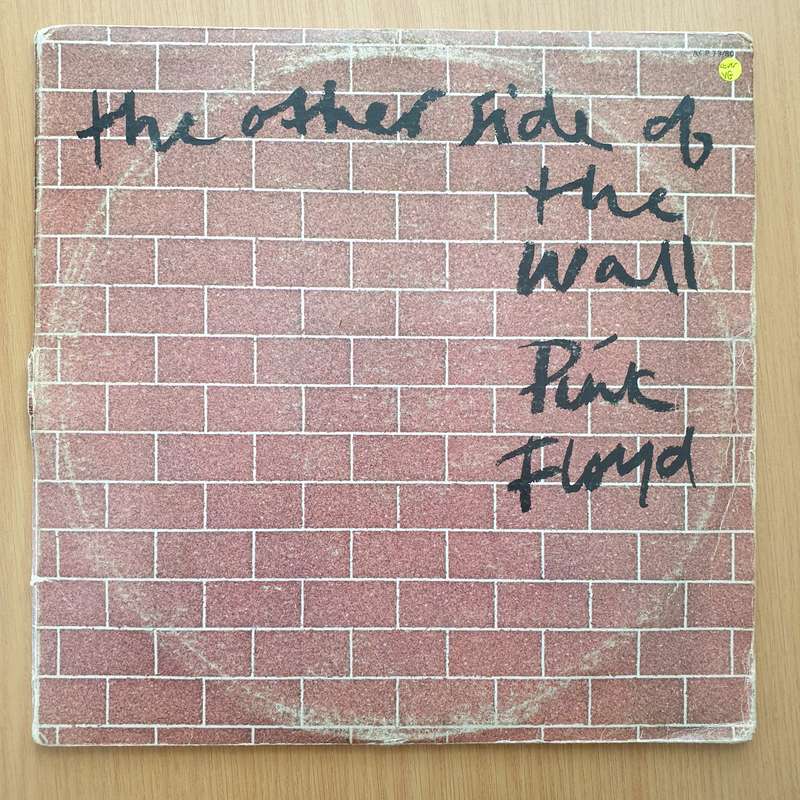 the other side of
the
wall
Pink
Floyd